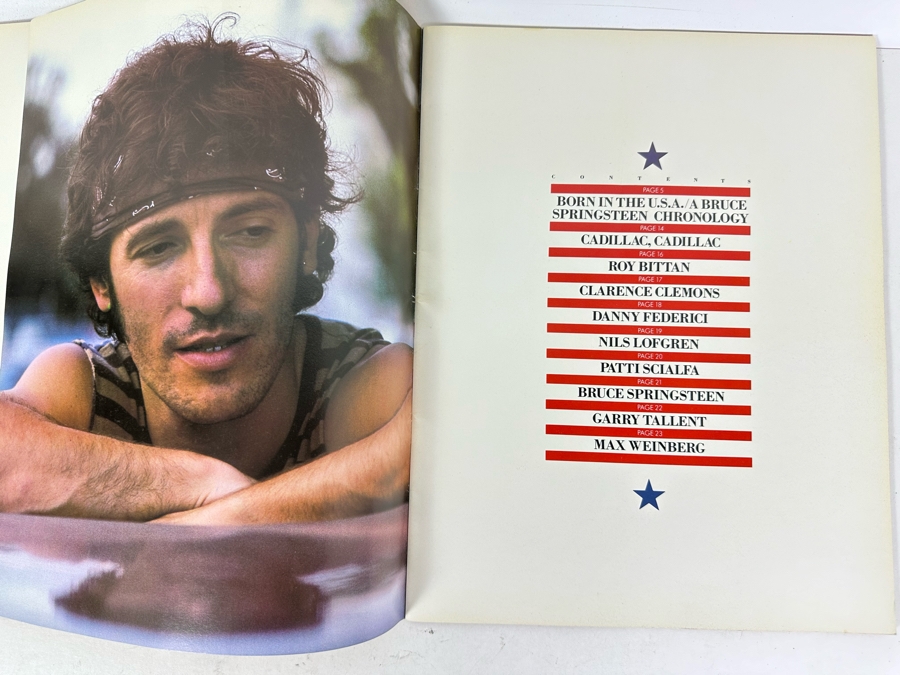 CONTENTS
PAGE 5
BORN IN THE U.S.A./A BRUCE
SPRINGSTEEN CHRONOLOGY
PAGE 14
CADILLAC, CADILLAC
PAGE 16
ROY BITTAN
PAGE 17
CLARENCE CLEMONS
PAGE 18
DANNY FEDERICI
PAGE 19
NILS LOFGREN
PAGE 20
PATTI SCIALFA
PAGE 21
BRUCE SPRINGSTEEN
PAGE 22
GARRY TALLENT
PAGE 23
MAX WEINBERG